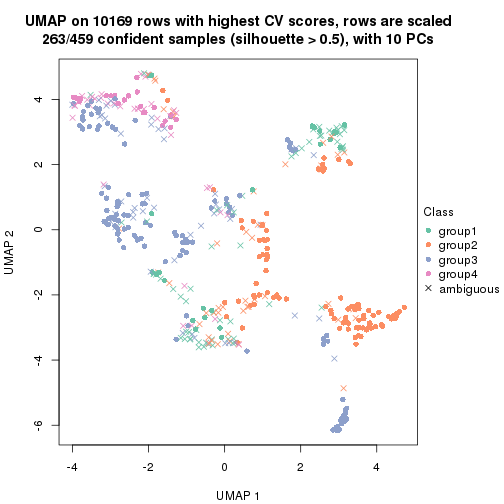 UMAP on 10169 rows with highest CV scores, rows are scaled
263/459 confident samples (silhouette > 0.5), with 10 PCs
4
2
0
-2
-4
-6
UMAP 2
-4
-2
0
2
4
UMAP 1
Class
group1
group2
group3
group4
ambiguous